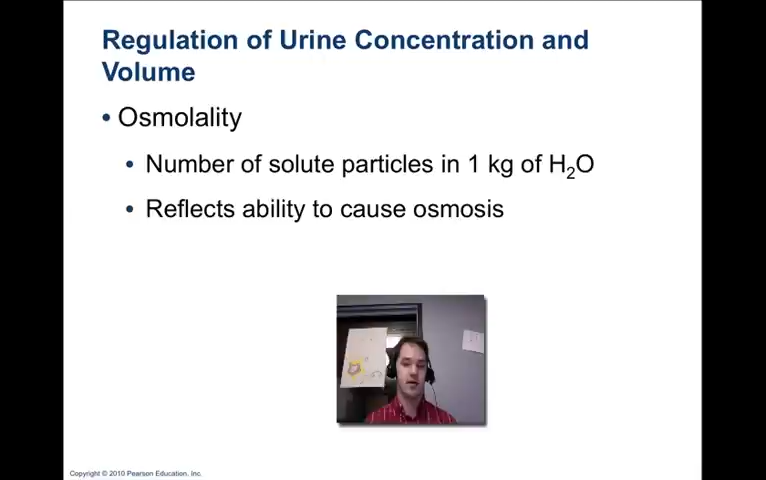 Regulation of Urine Concentration and
Volume
• Osmolality
• Number of solute particles in 1 kg of H₂O
• Reflects ability to cause osmosis
Copyright © 2010 Pearson Education, Inc.